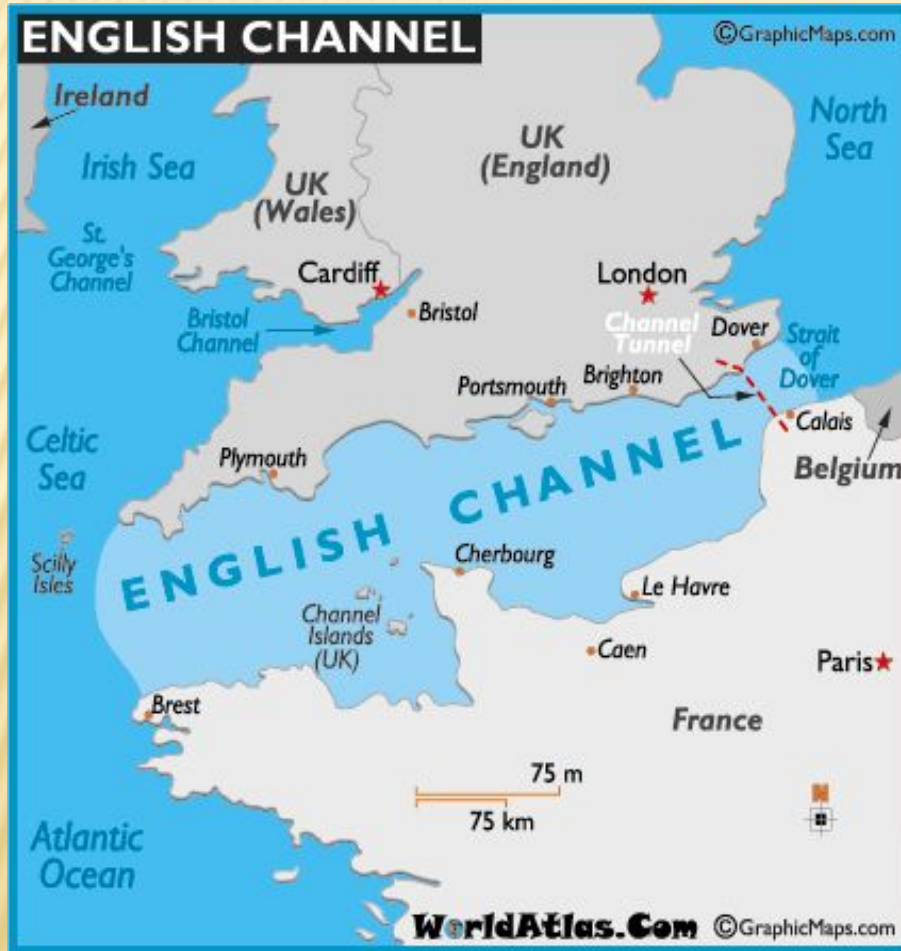 ENGLISH CHANNEL
©GraphicMaps.com
Ireland
North
Sea
Irish Sea
UK
(England)
UK
(Wales)
St.
George's
Channel
Cardiff
London
Bristol
Bristol
Channel
Channel
Tunnel
Dover
Strait
of
Dover
Portsmouth
Brighton
Calais
Celtic
Sea
Plymouth
Belgium
ENGLISH CHANNEL
Scilly
Isles
Cherbourg
Le Havre
Channel
Islands
(UK)
Caen
Paris
Brest
France
75 m
75 km
N
Atlantic
Ocean
WorldAtlas.Com
©GraphicMaps.com